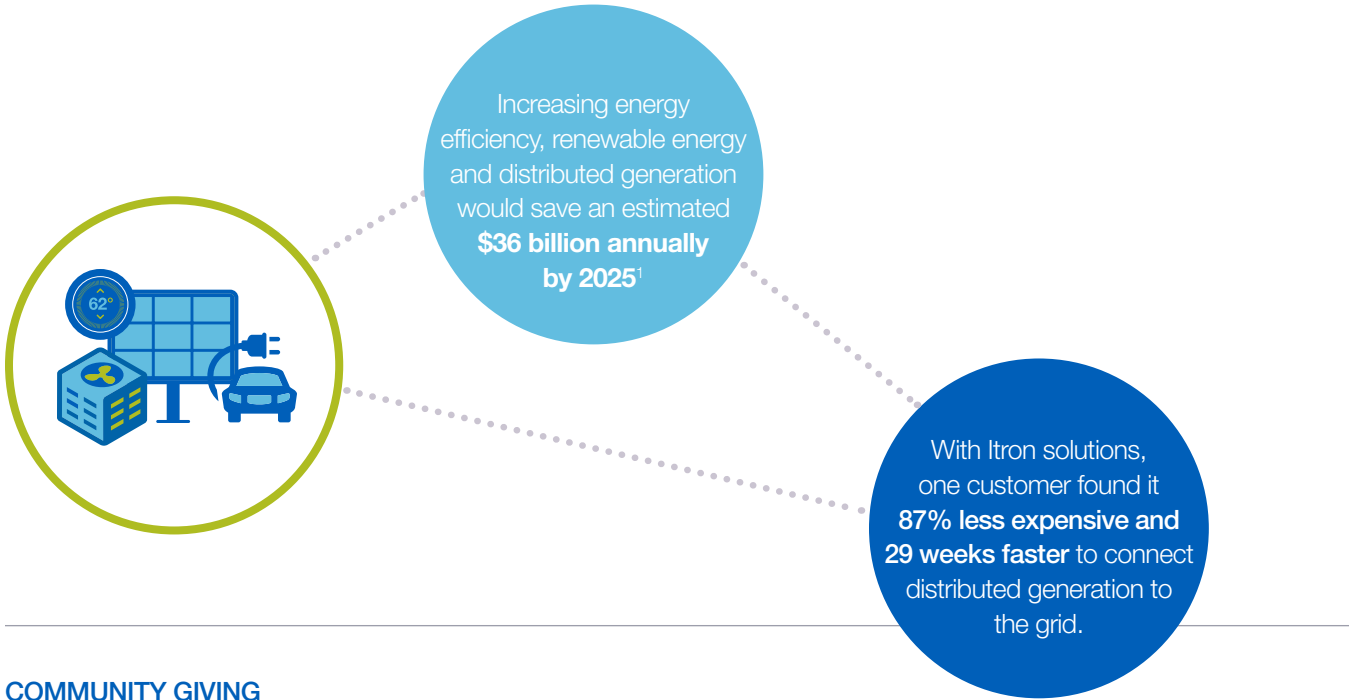 Increasing energy
efficiency, renewable energy
and distributed generation
would save an estimated
$36 billion annually
by 2025¹
62°
With Itron solutions,
one customer found it
87% less expensive and
29 weeks faster to connect
distributed generation to
the grid.
COMMUNITY GIVING